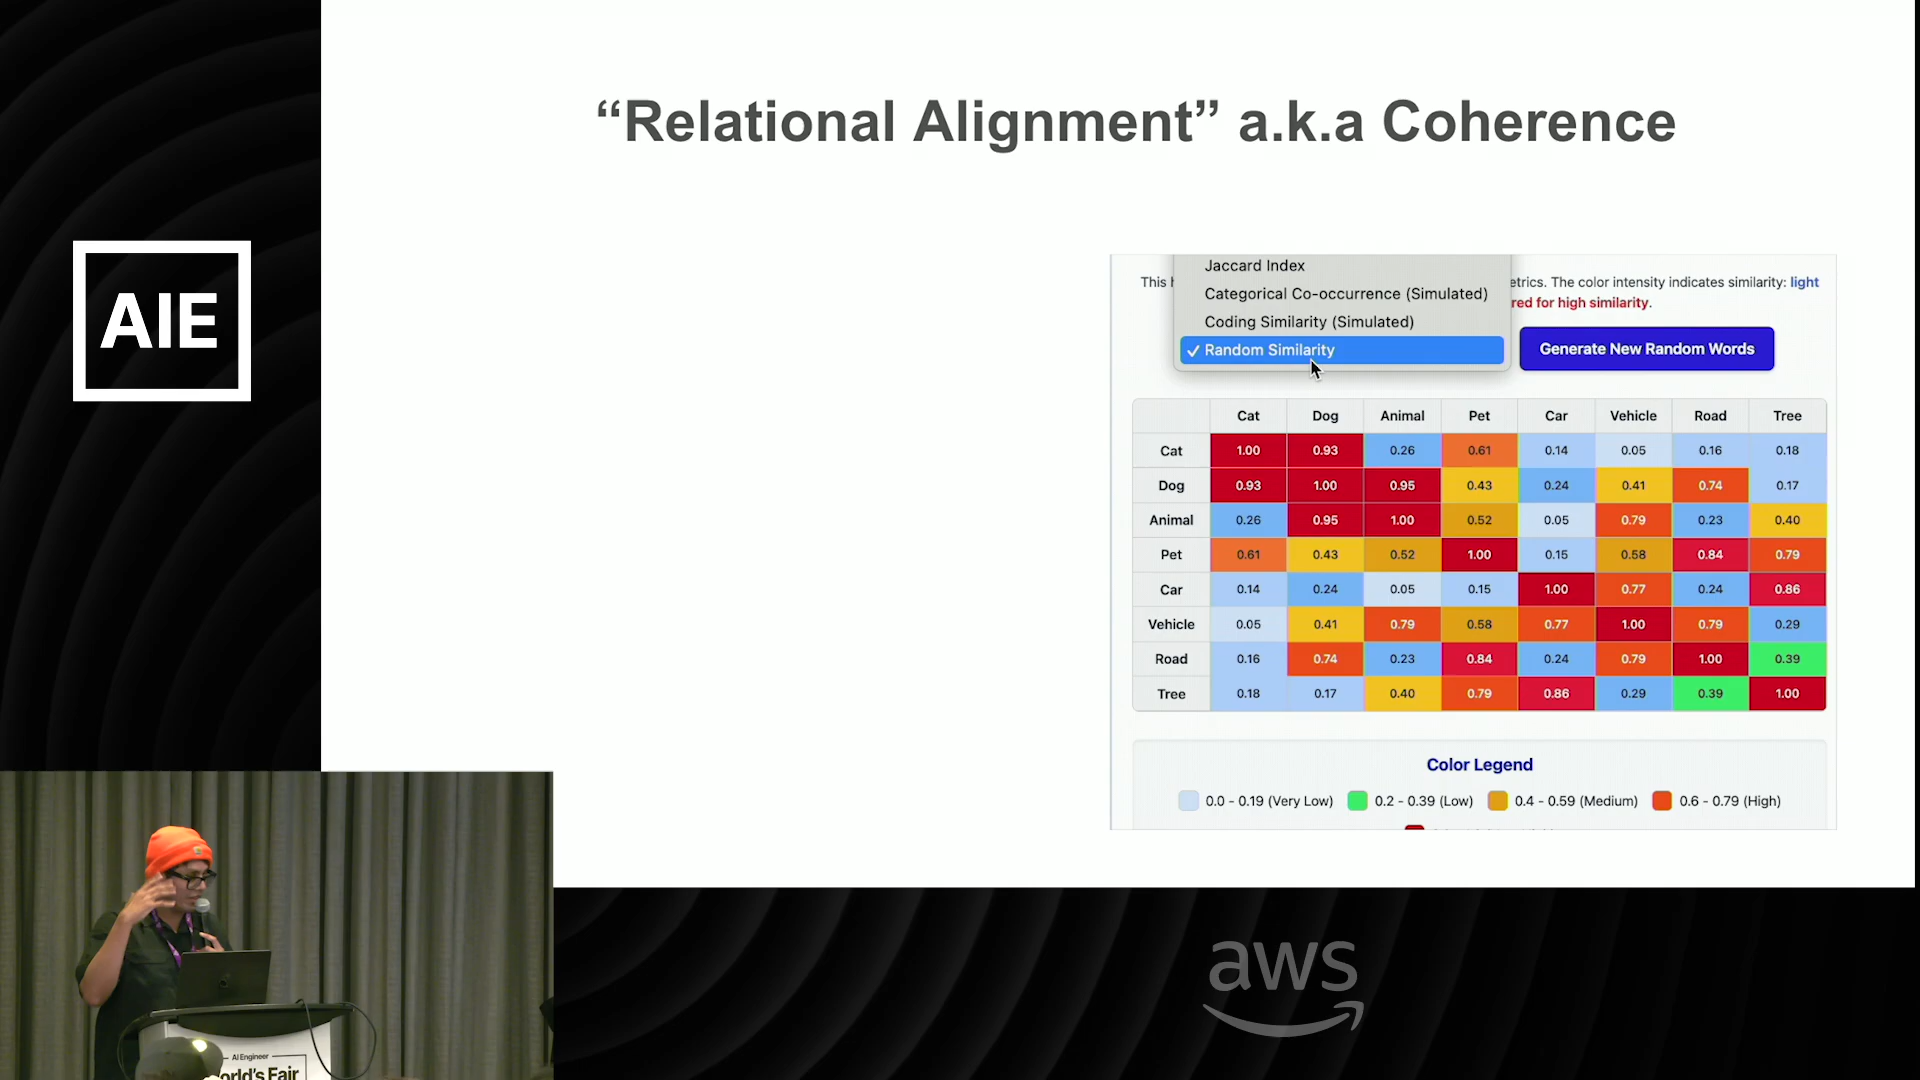 “Relational Alignment” a.k.a Coherence
AIE
Jaccard Index
Categorical Co-occurrence (Simulated)
Coding Similarity (Simulated)
✓ Random Similarity
This
etrics. The color intensity indicates similarity: light
red for high similarity.
Generate New Random Words
Cat Dog Animal Pet Car Vehicle Road Tree
Cat 1.00 0.93 0.26 0.61 0.14 0.05 0.16 0.18
Dog 0.93 1.00 0.95 0.43 0.24 0.41 0.74 0.17
Animal 0.26 0.95 1.00 0.52 0.05 0.79 0.23 0.40
Pet 0.61 0.43 0.52 1.00 0.15 0.58 0.84 0.79
Car 0.14 0.24 0.05 0.15 1.00 0.77 0.24 0.86
Vehicle 0.05 0.41 0.79 0.58 0.77 1.00 0.79 0.29
Road 0.16 0.74 0.23 0.84 0.24 0.79 1.00 0.39
Tree 0.18 0.17 0.40 0.79 0.86 0.29 0.39 1.00
Color Legend
0.0 - 0.19 (Very Low) 0.2 - 0.39 (Low) 0.4 - 0.59 (Medium) 0.6 - 0.79 (High)
aws
AI Engineer
orld's Fair